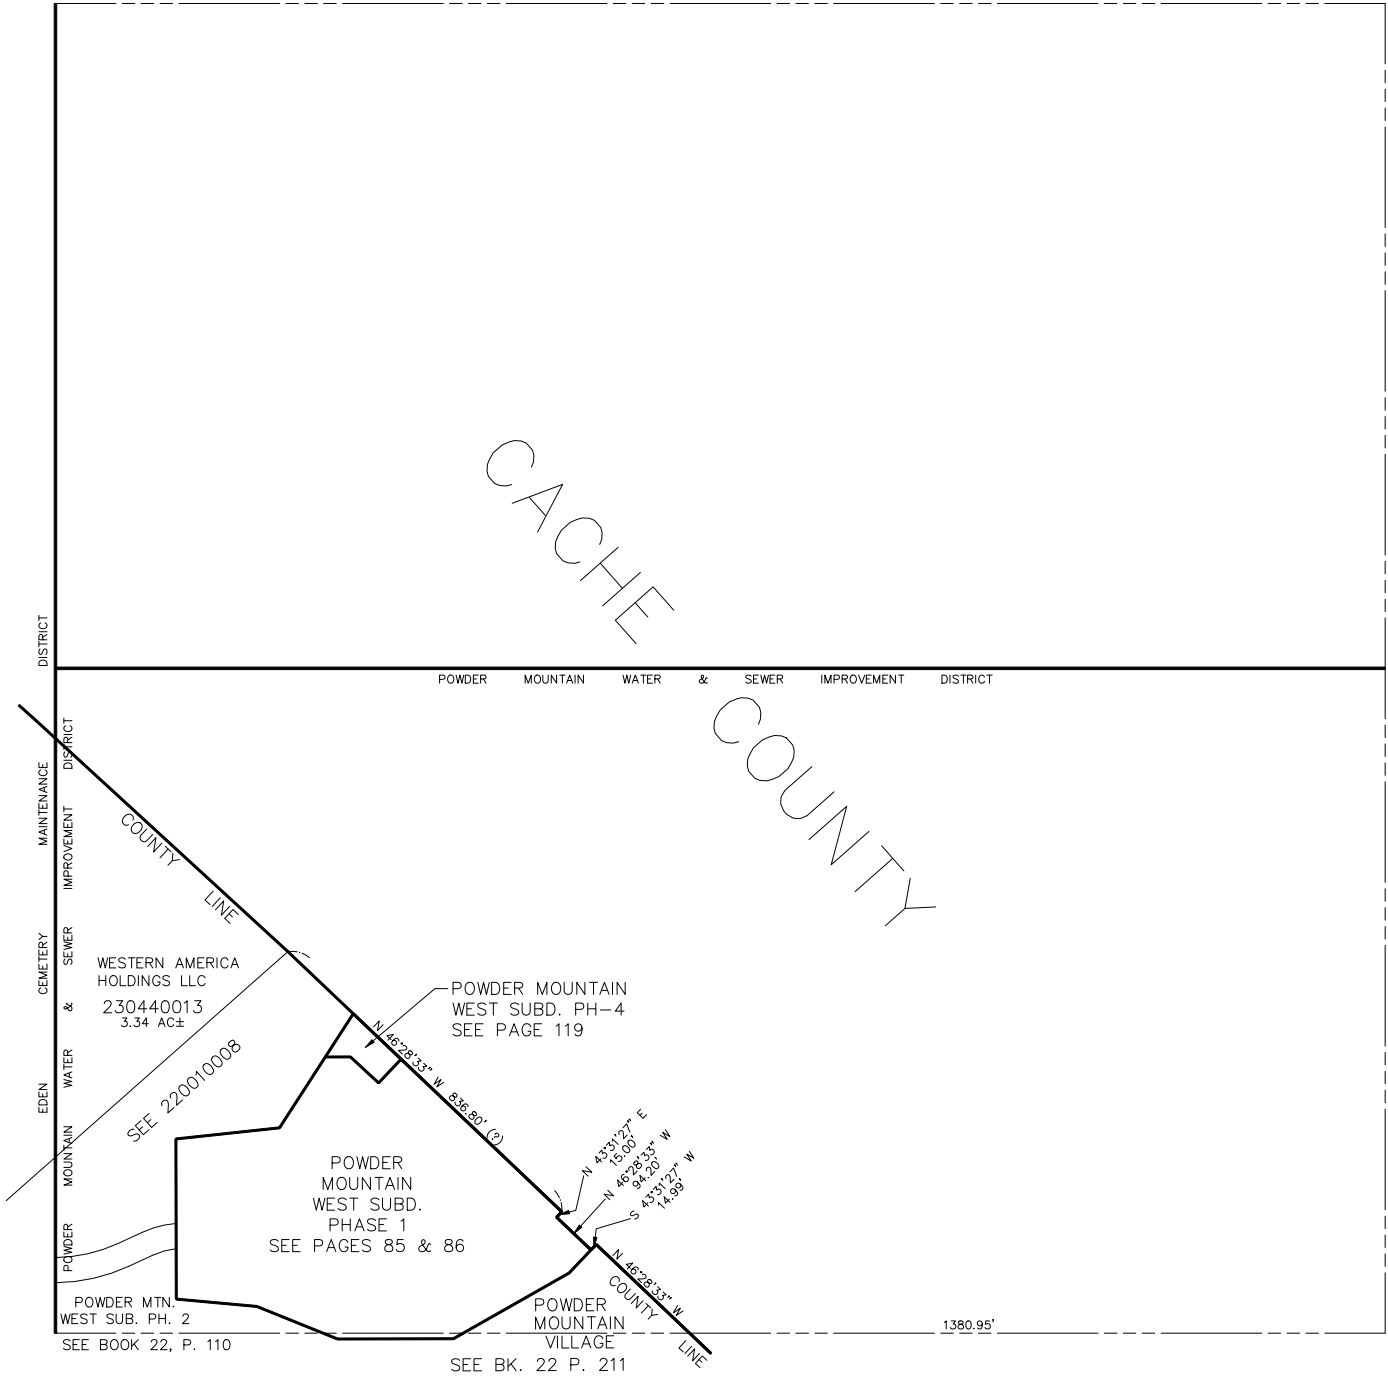 CACHE
COUNTY
POWDER MOUNTAIN WATER & SEWER IMPROVEMENT DISTRICT
EDEN CEMETERY MAINTENANCE DISTRICT
POWDER MOUNTAIN WATER & SEWER IMPROVEMENT DISTRICT
COUNTY LINE
WESTERN AMERICA
HOLDINGS LLC
230440013
3.34 AC±
SEE 220010008
POWDER MOUNTAIN
WEST SUBD. PH-4
SEE PAGE 119
N 46°28'33" W 836.80' (?)
POWDER
MOUNTAIN
WEST SUBD.
PHASE 1
SEE PAGES 85 & 86
N 43°31'27" E
15.00'
N 46°28'33" W
94.20'
S 43°31'27" W
14.99'
N 46°28'33" W
COUNTY LINE
POWDER MTN.
WEST SUB. PH. 2
SEE BOOK 22, P. 110
POWDER
MOUNTAIN
VILLAGE
SEE BK. 22 P. 211
1380.95'